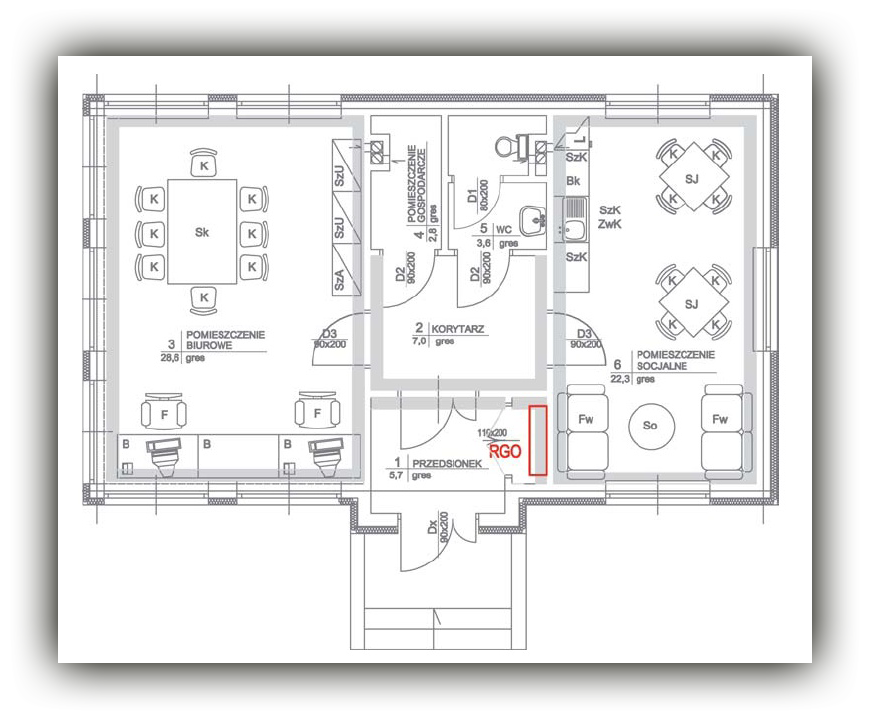 K
K K
Sk
K K
K K
K
SzU
SzU
SzA
POMIESZCZENIE
GOSPODARCZE
4 2,8 gres
D1
80x200
5 WC
3,6 gres
D2
90x200
D2
90x200
L
SzK
Bk
SzK
SzK
ZwK
K K
SJ
K K
K K
SJ
K K
3 POMIESZCZENIE
BIUROWE
28,6 gres
D3
90x200
2 KORYTARZ
7,0 gres
D3
90x200
6 POMIESZCZENIE
SOCJALNE
22,3 gres
F F
B B B
110x200
RGO
1 PRZEDSIONEK
5,7 gres
Fw So Fw
Dx
90x200